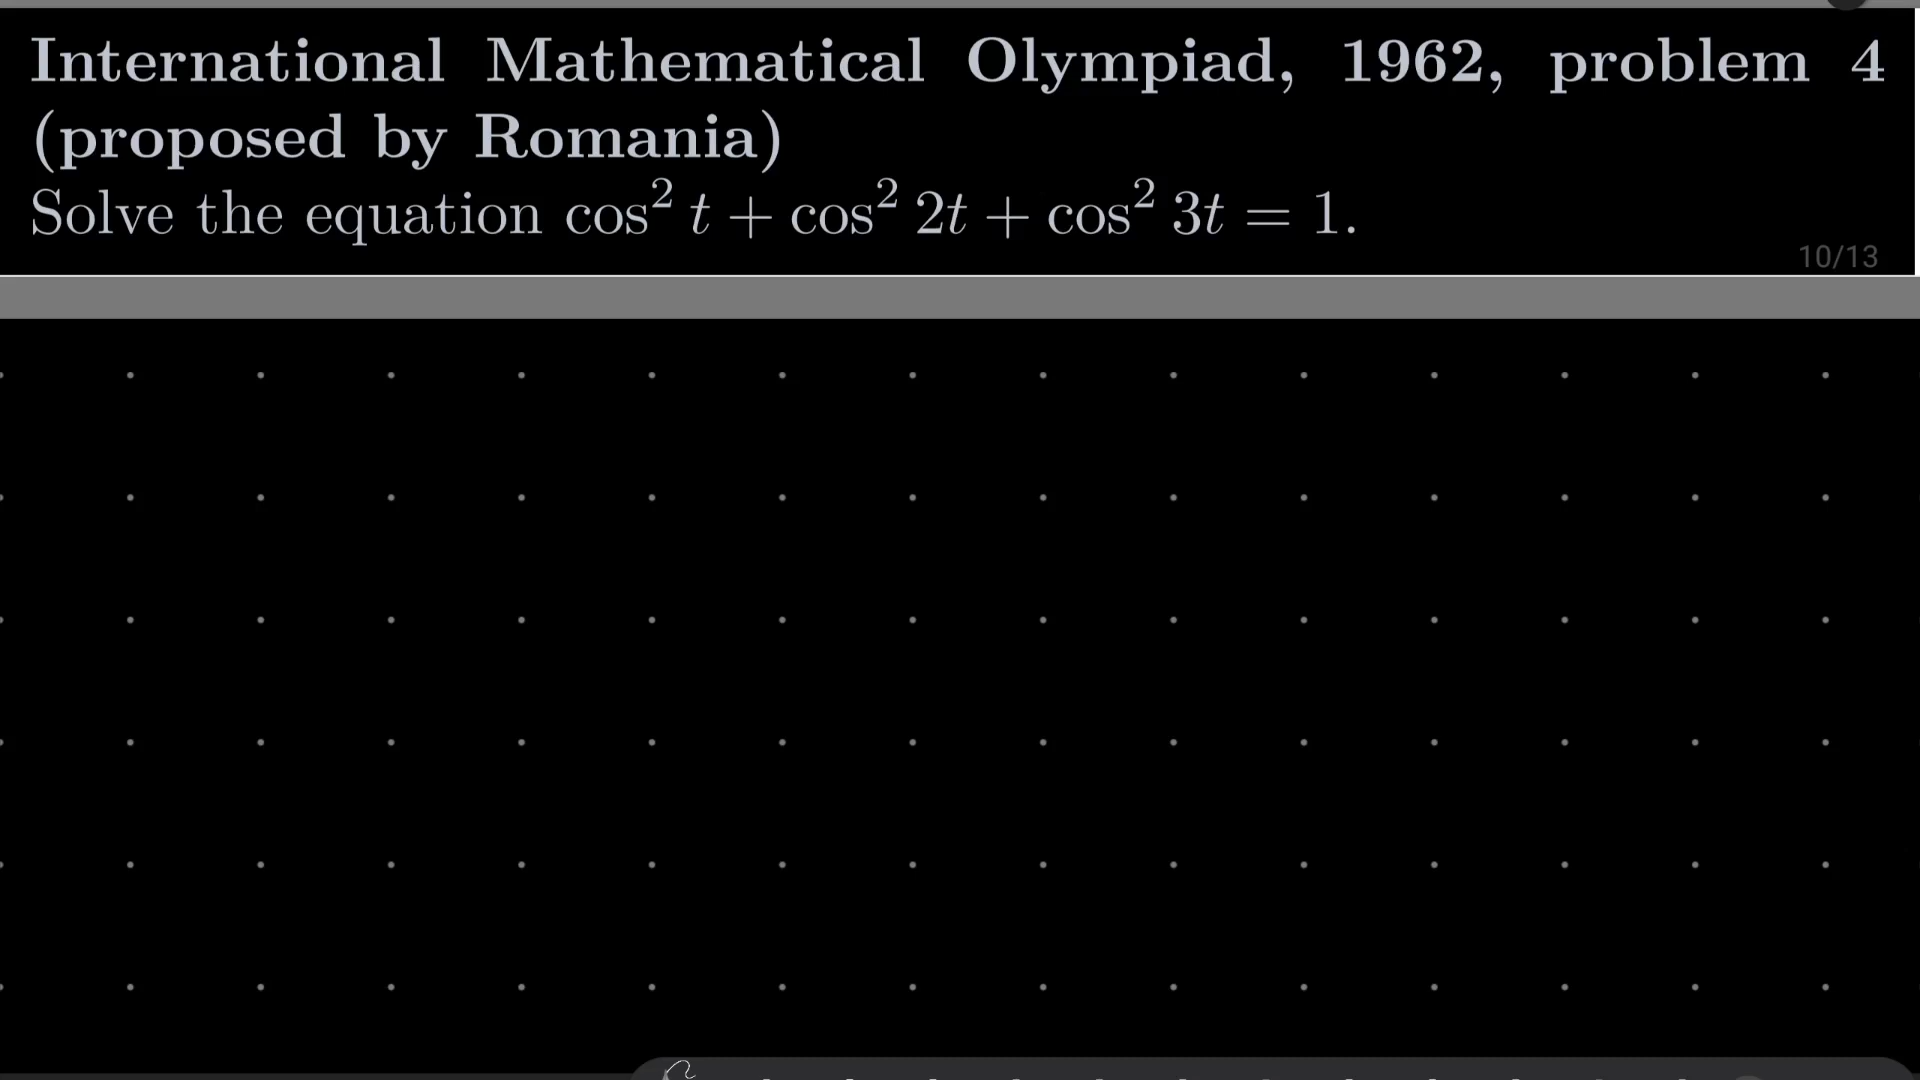 International Mathematical Olympiad, 1962, problem 4
(proposed by Romania)
Solve the equation cos² t + cos² 2t + cos² 3t = 1.
10/13